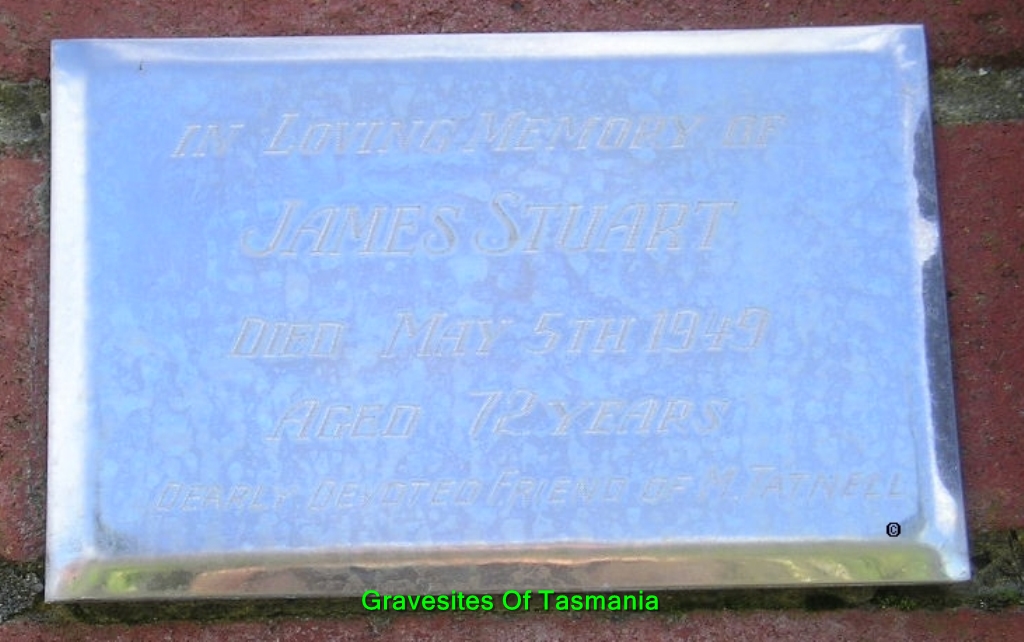 IN LOVING MEMORY OF
JAMES STUART
DIED MAY 5TH 1949
AGED 72 YEARS
DEARLY DEVOTED FRIEND OF M. TATNELL
©
Gravesites Of Tasmania